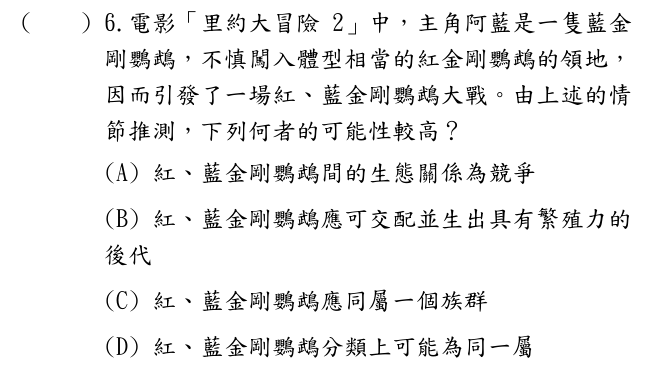 (　　) 6.電影「里約大冒險 2」中，主角阿藍是一隻藍金
剛鸚鵡，不慎闖入體型相當的紅金剛鸚鵡的領地，
因而引發了一場紅、藍金剛鸚鵡大戰。由上述的情
節推測，下列何者的可能性較高？
(A) 紅、藍金剛鸚鵡間的生態關係為競爭
(B) 紅、藍金剛鸚鵡應可交配並生出具有繁殖力的
後代
(C) 紅、藍金剛鸚鵡應同屬一個族群
(D) 紅、藍金剛鸚鵡分類上可能為同一屬